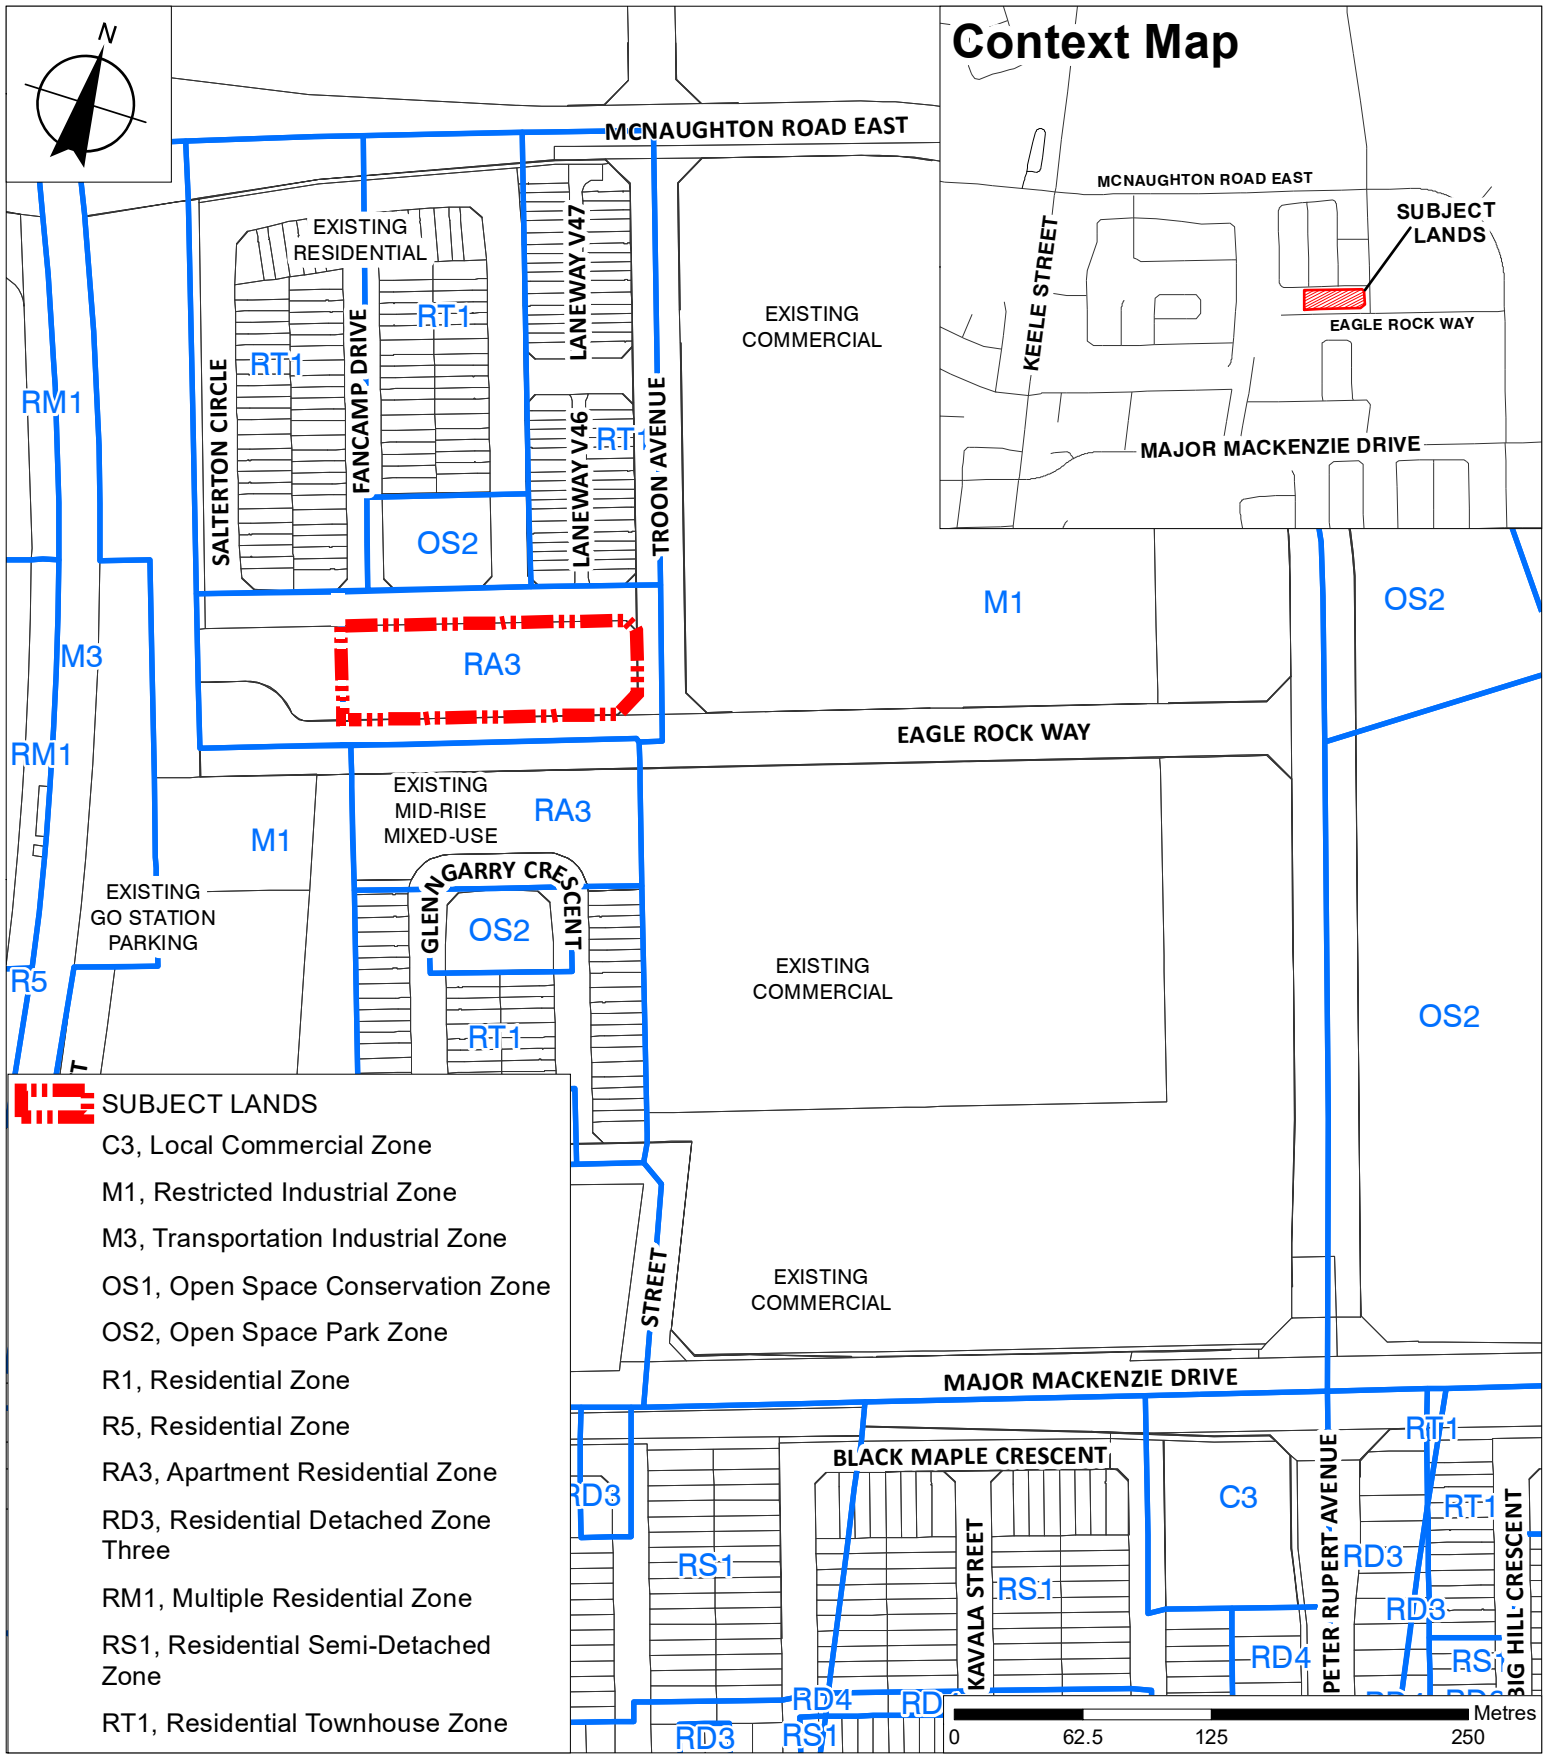 N
Context Map
MCNAUGHTON ROAD EAST
KEELE STREET
SUBJECT
LANDS
EAGLE ROCK WAY
MAJOR MACKENZIE DRIVE
MCNAUGHTON ROAD EAST
EXISTING
RESIDENTIAL
LANEWAY V47
RT1
RT1
EXISTING
COMMERCIAL
SALTERTON CIRCLE
FANCAMP DRIVE
LANEWAY V46
RT1
TROON AVENUE
RM1
OS2
M1
OS2
M3
RA3
RM1
EAGLE ROCK WAY
EXISTING
MID-RISE
MIXED-USE
RA3
M1
GLENNGARRY CRESCENT
EXISTING
GO STATION
PARKING
OS2
R5
EXISTING
COMMERCIAL
OS2
RT1
T
SUBJECT LANDS
C3, Local Commercial Zone
M1, Restricted Industrial Zone
M3, Transportation Industrial Zone
OS1, Open Space Conservation Zone
OS2, Open Space Park Zone
R1, Residential Zone
R5, Residential Zone
RA3, Apartment Residential Zone
RD3, Residential Detached Zone
Three
RM1, Multiple Residential Zone
RS1, Residential Semi-Detached
Zone
RT1, Residential Townhouse Zone
STREET
EXISTING
COMMERCIAL
MAJOR MACKENZIE DRIVE
BLACK MAPLE CRESCENT
RT1
RD3
C3
RT1
RS1
KAVALA STREET
RS1
PETER RUPERT AVENUE
RD3
RD3
BIG HILL CRESCENT
RD4
RS1
RD4
RD
RD3
RS1
Metres
0
62.5
125
250